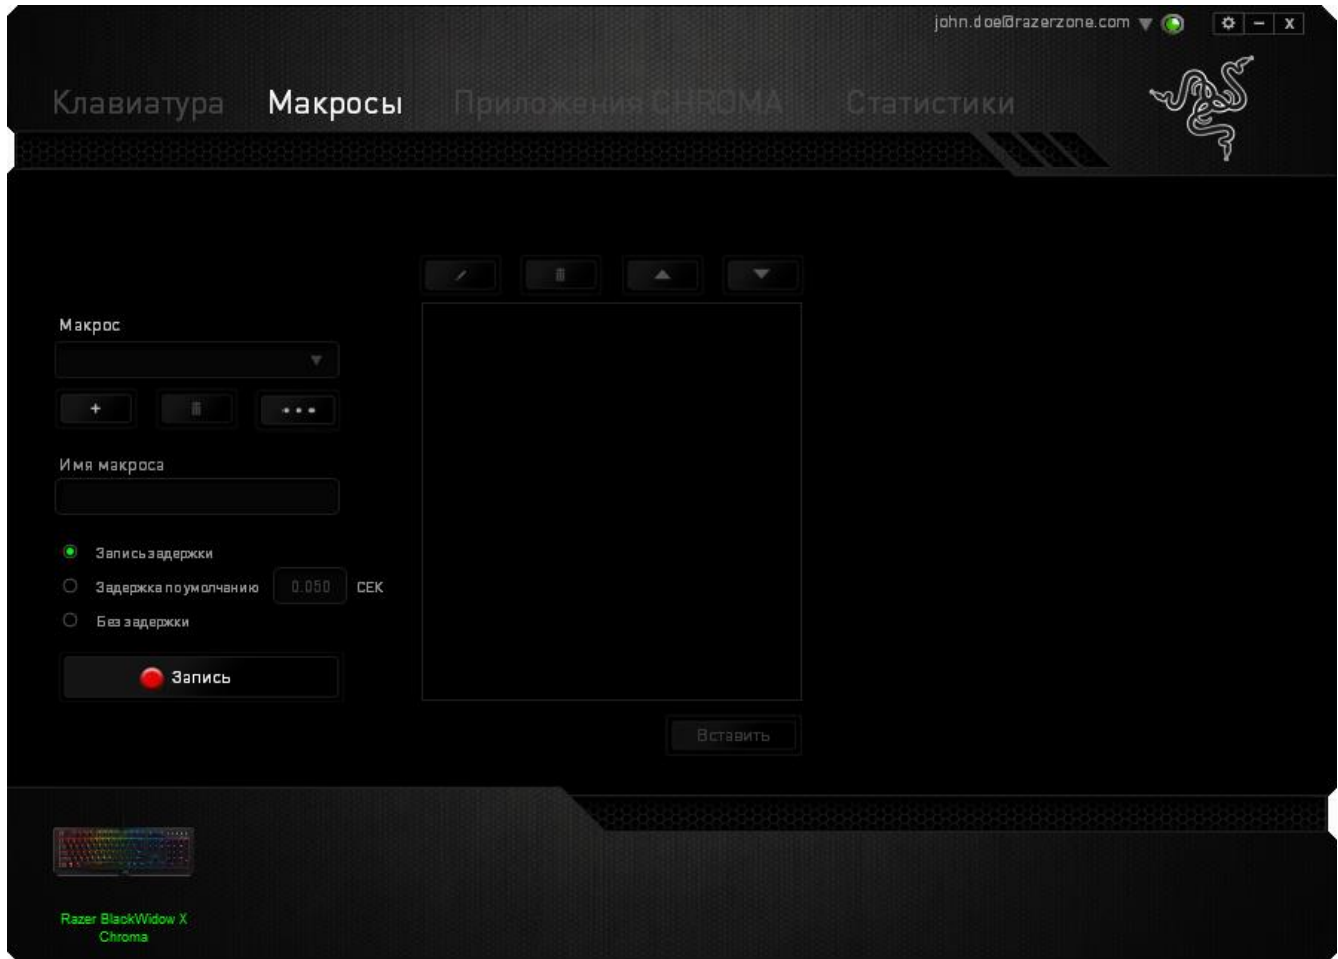 john.doe@razerzone.com
Клавиатура Макросы Приложения CHROMA Статистики
Макрос
Имя макроса
Запись задержки
Задержка по умолчанию 0.050 СЕК
Без задержки
Запись
Вставить
Razer BlackWidow X
Chroma